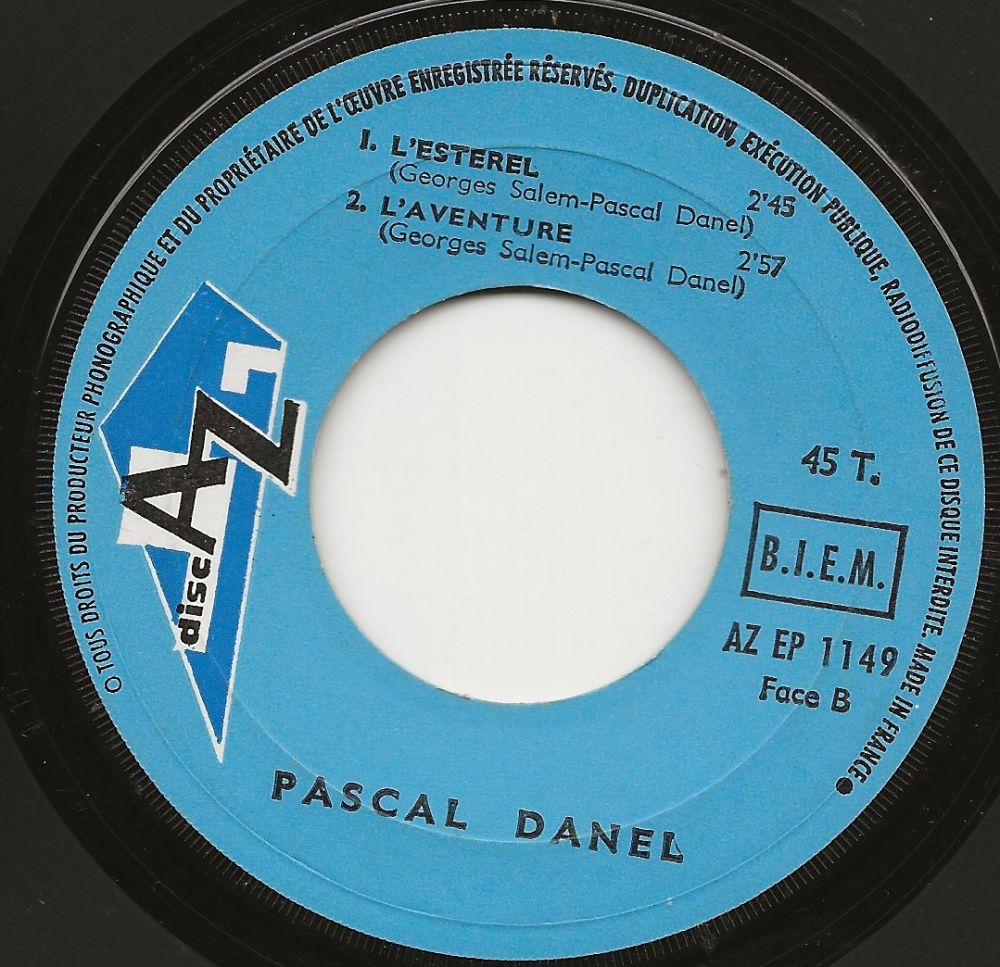 TOUS DROITS DU PRODUCTEUR PHONOGRAPHIQUE ET DU PROPRIÉTAIRE DE L'ŒUVRE ENREGISTRÉE RÉSERVÉS. DUPLICATION, EXÉCUTION PUBLIQUE, RADIODIFFUSION DE CE DISQUE INTERDITE. MADE IN FRANCE
1. L'ESTEREL
(Georges Salem-Pascal Danel) 2'45
2. L'AVENTURE
(Georges Salem-Pascal Danel) 2'57
disc AZ
45 T.
B.I.E.M.
AZ EP 1149
Face B
PASCAL DANEL